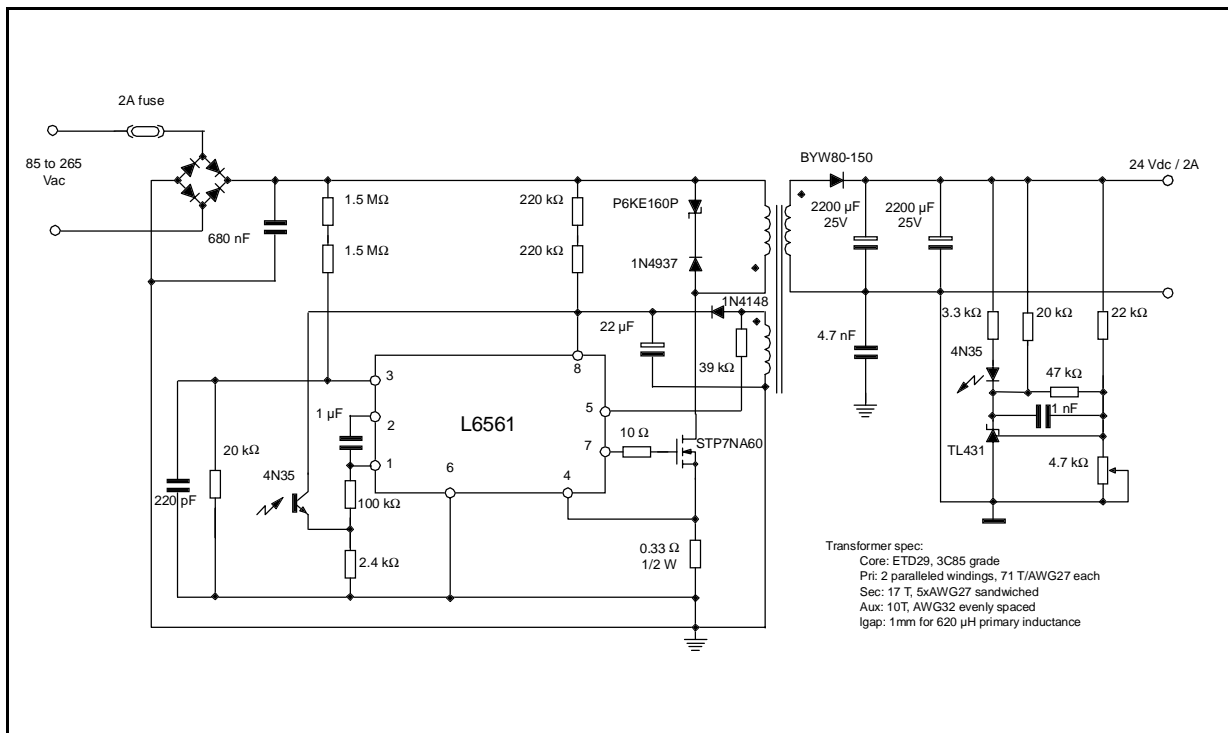 2A fuse
85 to 265
Vac
680 nF
1.5 MΩ
1.5 MΩ
220 kΩ
220 kΩ
P6KE160P
1N4937
1N4148
BYW80-150
24 Vdc / 2A
2200 µF
25V
2200 µF
25V
4.7 nF
3.3 kΩ
20 kΩ
22 kΩ
4N35
47 kΩ
1 nF
TL431
4.7 kΩ
22 µF
39 kΩ
8
3
2
1
5
7
6
4
L6561
1 µF
20 kΩ
220 pF
4N35
100 kΩ
2.4 kΩ
10 Ω
STP7NA60
0.33 Ω
1/2 W
Transformer spec:
Core: ETD29, 3C85 grade
Pri: 2 paralleled windings, 71 T/AWG27 each
Sec: 17 T, 5xAWG27 sandwiched
Aux: 10T, AWG32 evenly spaced
lgap: 1mm for 620 µH primary inductance